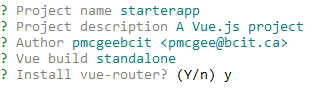 ? Project name starterapp
? Project description A Vue.js project
? Author pmcgeebcit <pmcgee@bcit.ca>
? Vue build standalone
? Install vue-router? (Y/n) y